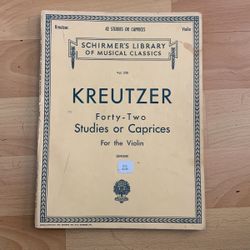 Kreutzer 42 STUDIES OR CAPRICES Violin
SCHIRMER'S LIBRARY
OF MUSICAL CLASSICS
KREUTZER
Forty-Two
Studies or Caprices
For the Violin